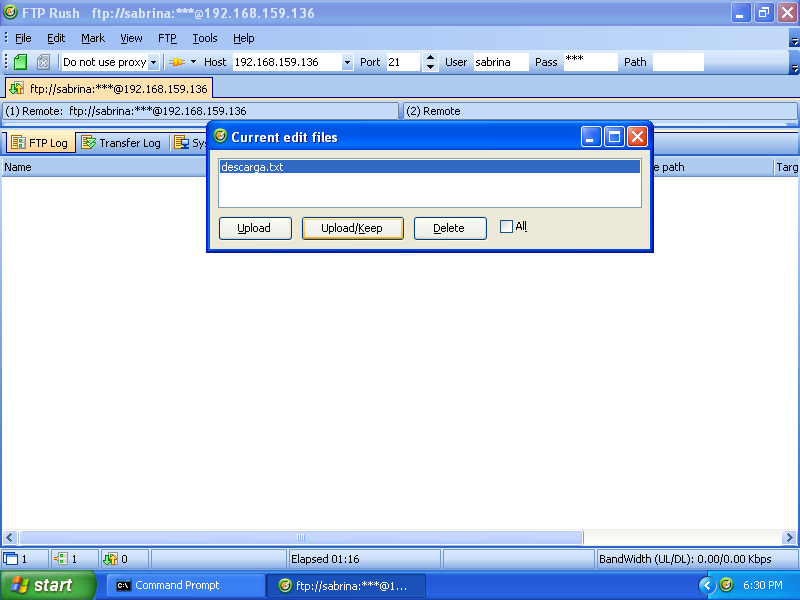 FTP Rush ftp://sabrina:***@192.168.159.136
File Edit Mark View FTP Tools Help
Do not use proxy Host 192.168.159.136 Port 21 User sabrina Pass *** Path
ftp://sabrina:***@192.168.159.136
(1) Remote: ftp://sabrina:***@192.168.159.136 (2) Remote
FTP Log Transfer Log
Name path Targ
Current edit files
descarga.txt
Upload Upload/Keep Delete All
1 1 0 Elapsed 01:16 BandWidth (UL/DL): 0.00/0.00 Kbps
start Command Prompt ftp://sabrina:***@1... 6:30 PM